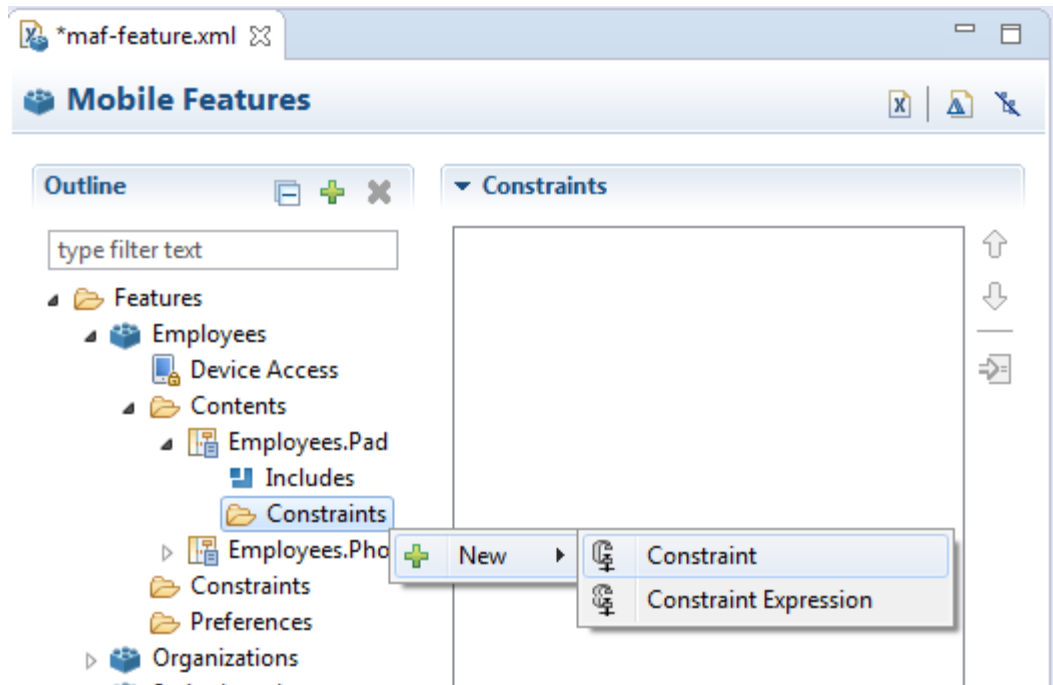 *maf-feature.xml
Mobile Features
Outline
Constraints
type filter text
Features
Employees
Device Access
Contents
Employees.Pad
Includes
Constraints
Employees.Pho
New
Constraint
Constraint Expression
Constraints
Preferences
Organizations